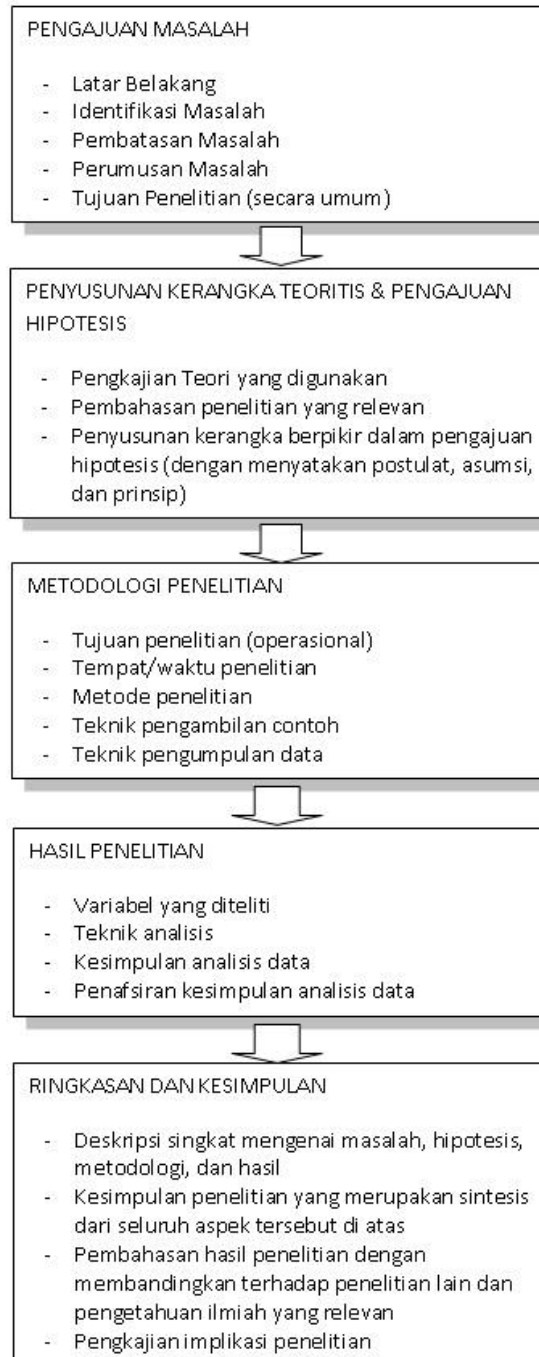 PENGAJUAN MASALAH
- Latar Belakang
- Identifikasi Masalah
- Pembatasan Masalah
- Perumusan Masalah
- Tujuan Penelitian (secara umum)
PENYUSUNAN KERANGKA TEORITIS & PENGAJUAN
HIPOTESIS
- Pengkajian Teori yang digunakan
- Pembahasan penelitian yang relevan
- Penyusunan kerangka berpikir dalam pengajuan
hipotesis (dengan menyatakan postulat, asumsi,
dan prinsip)
METODOLOGI PENELITIAN
- Tujuan penelitian (operasional)
- Tempat/waktu penelitian
- Metode penelitian
- Teknik pengambilan contoh
- Teknik pengumpulan data
HASIL PENELITIAN
- Variabel yang diteliti
- Teknik analisis
- Kesimpulan analisis data
- Penafsiran kesimpulan analisis data
RINGKASAN DAN KESIMPULAN
- Deskripsi singkat mengenai masalah, hipotesis,
metodologi, dan hasil
- Kesimpulan penelitian yang merupakan sintesis
dari seluruh aspek tersebut di atas
- Pembahasan hasil penelitian dengan
membandingkan terhadap penelitian lain dan
pengetahuan ilmiah yang relevan
- Pengkajian implikasi penelitian